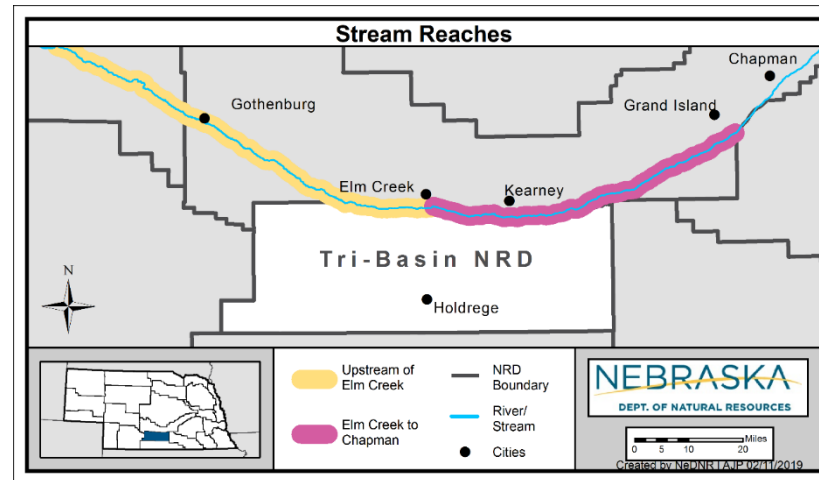 Stream Reaches
Chapman
Gothenburg
Grand Island
Elm Creek
Kearney
Tri-Basin NRD
N
Holdrege
Upstream of
Elm Creek
Elm Creek to
Chapman
NRD
Boundary
River/
Stream
Cities
NEBRASKA
DEPT. OF NATURAL RESOURCES
Miles
0 5 10 20
Created by NeDNR | AJP 02/11/2019